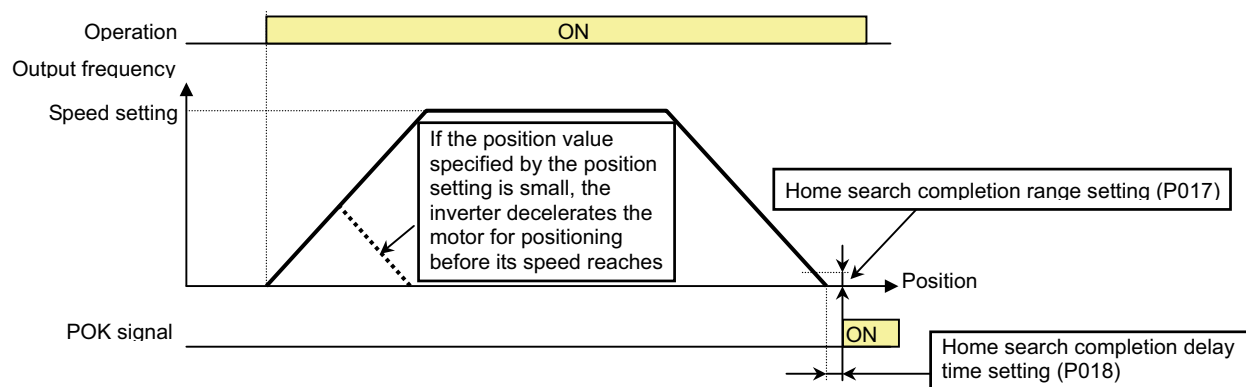 Operation
ON
Output frequency
Speed setting
If the position value
specified by the position
setting is small, the
inverter decelerates the
motor for positioning
before its speed reaches
Home search completion range setting (P017)
Position
POK signal
ON
Home search completion delay
time setting (P018)